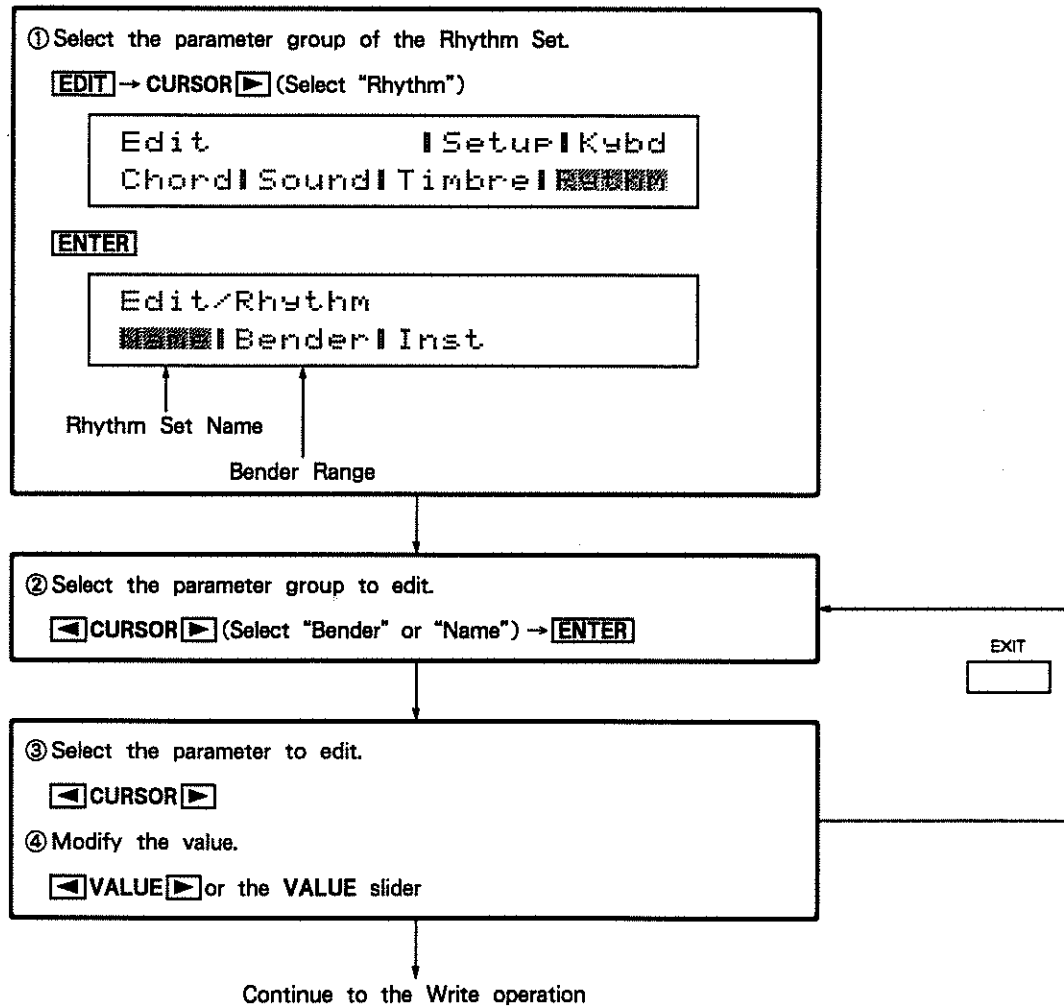 ①Select the parameter group of the Rhythm Set.
EDIT → CURSOR ▶ (Select "Rhythm")
Edit Setup Kybd
Chord Sound Timbre Rythm
ENTER
Edit/Rhythm
Name Bender Inst
Rhythm Set Name
Bender Range
②Select the parameter group to edit.
◀ CURSOR ▶ (Select "Bender" or "Name") → ENTER
EXIT
③Select the parameter to edit.
◀ CURSOR ▶
④Modify the value.
◀ VALUE ▶ or the VALUE slider
Continue to the Write operation